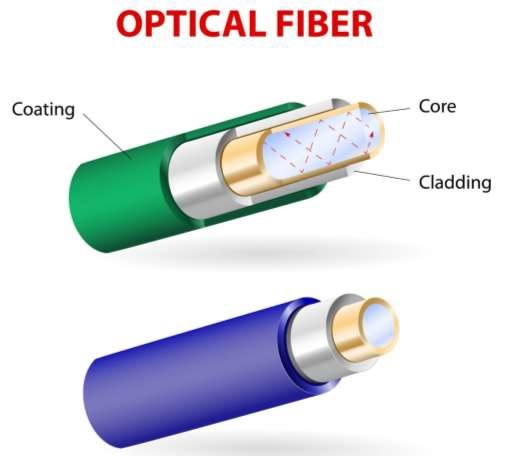 OPTICAL FIBER
Coating
Core
Cladding